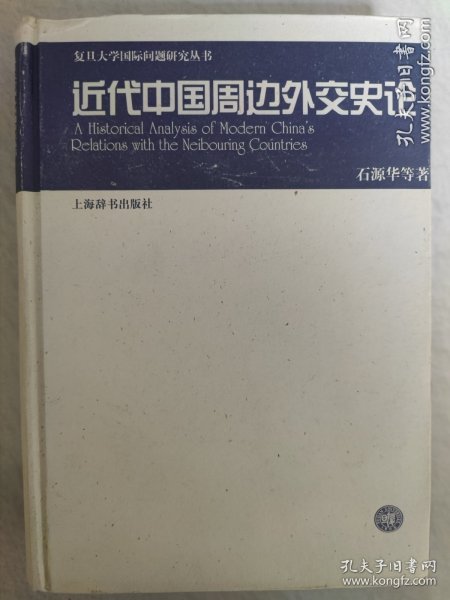 复旦大学国际问题研究丛书
近代中国周边外交史论
A Historical Analysis of Modern China's
Relations with the Neibouring Countries
石源华等著
上海辞书出版社
孔夫子旧书网
www.kongfz.com
孔夫子旧书网
www.kongfz.com